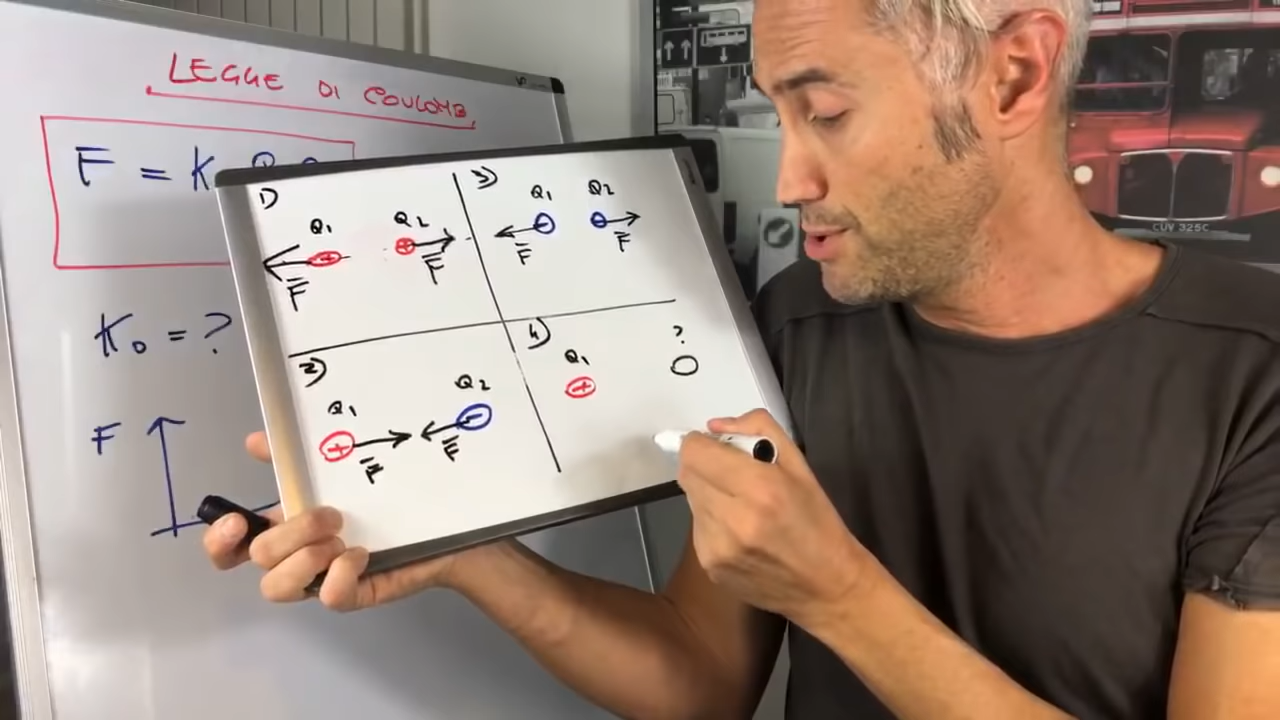 LEGGE DI COULOMB
F = K
K₀ = ?
F
1)
Q₁ Q₂
F F
3)
Q₁ Q₂
F F
2)
Q₁ Q₂
+ -
F F
4)
Q₁ ?
+
CUV 325C